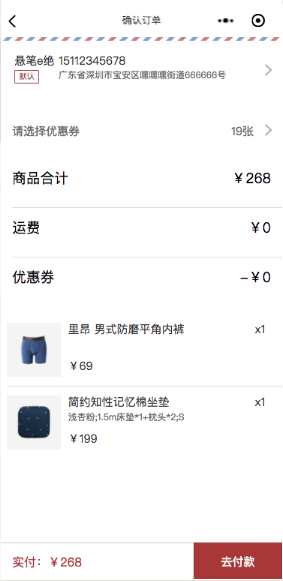 确认订单
悬笔e绝 15112345678
默认 广东省深圳市宝安区嘿嘿嘿街道666666号
请选择优惠券 19张
商品合计 ￥268
运费 ￥0
优惠券 -￥0
里昂 男式防磨平角内裤 x1
￥69
简约知性记忆棉坐垫 x1
浅杏粉;1.5m床垫*1+枕头*2;S
￥199
实付：￥268 去付款